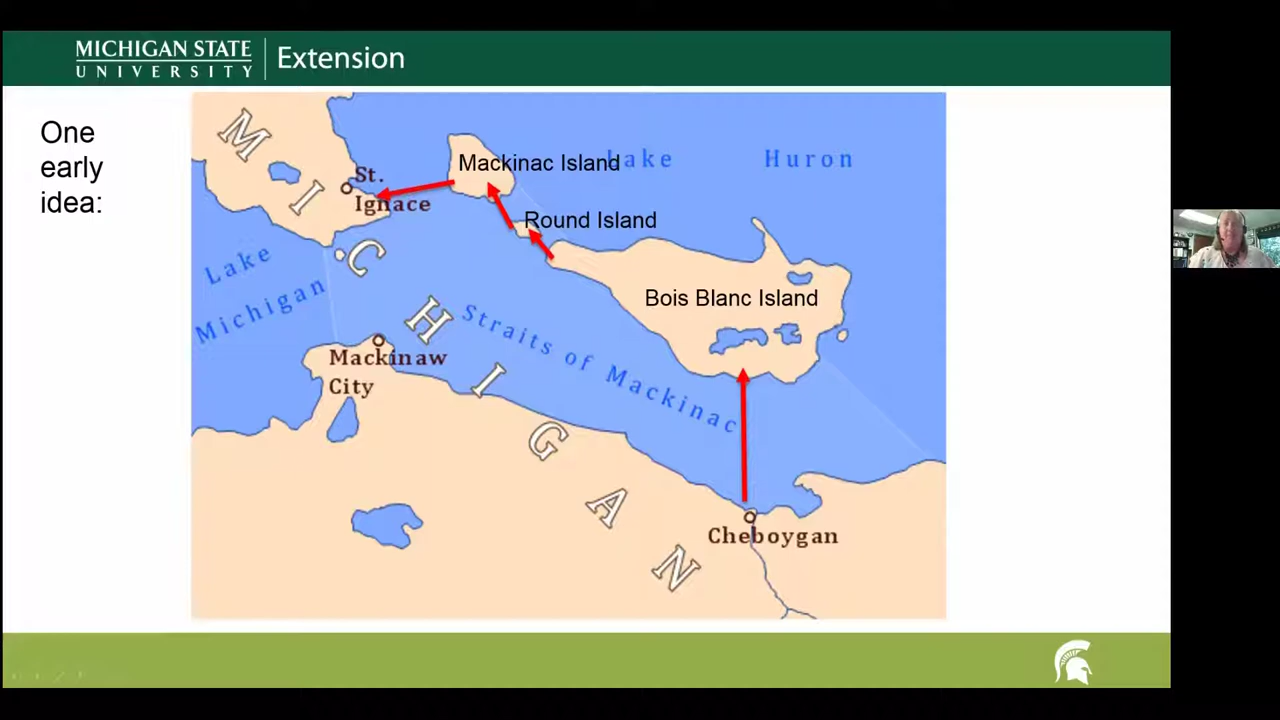 MICHIGAN STATE
UNIVERSITY
Extension
One
early
idea:
MICHIGAN
Mackinac Island
Lake Huron
St.
Ignace
Round Island
Lake
Michigan
Bois Blanc Island
Straits of Mackinac
Mackinaw
City
Cheboygan